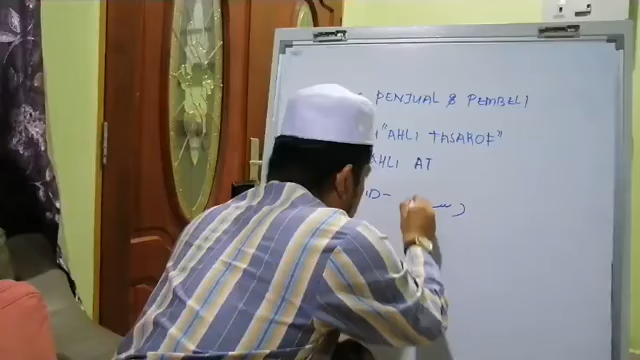 PENJUAL & PEMBELI
"AHLI TASAROF"
AHLI AT